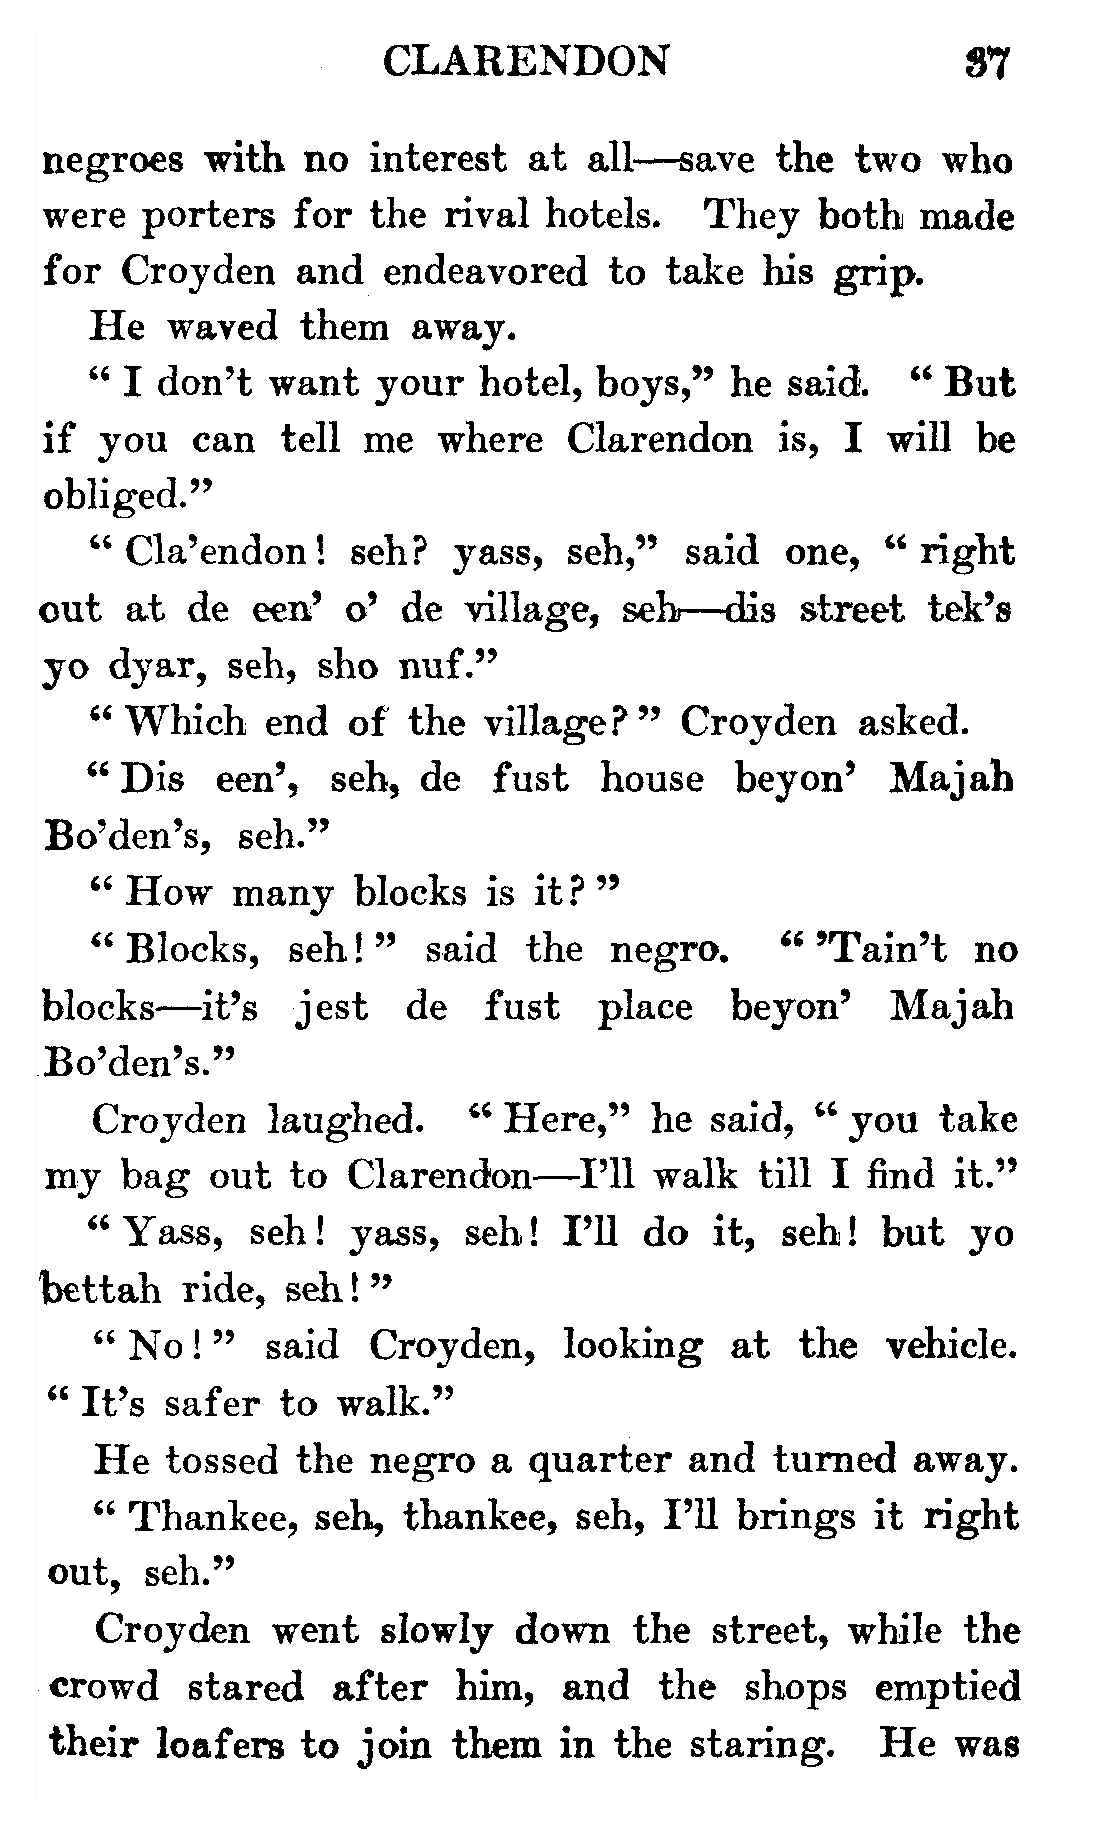 CLARENDON 37
negroes with no interest at all—save the two who
were porters for the rival hotels. They both made
for Croyden and endeavored to take his grip.
He waved them away.
“ I don’t want your hotel, boys,” he said. “ But
if you can tell me where Clarendon is, I will be
obliged.”
“ Cla’endon! seh? yass, seh,” said one, “ right
out at de een’ o’ de village, seh—dis street tek’s
yo dyar, seh, sho nuf.”
“ Which end of the village? ” Croyden asked.
“ Dis een’, seh, de fust house beyon’ Majah
Bo’den’s, seh.”
“ How many blocks is it? ”
“ Blocks, seh! ” said the negro. “ ’Tain’t no
blocks—it’s jest de fust place beyon’ Majah
Bo’den’s.”
Croyden laughed. “ Here,” he said, “ you take
my bag out to Clarendon—I’ll walk till I find it.”
“ Yass, seh! yass, seh! I’ll do it, seh! but yo
bettah ride, seh! ”
“ No! ” said Croyden, looking at the vehicle.
“ It’s safer to walk.”
He tossed the negro a quarter and turned away.
“ Thankee, seh, thankee, seh, I’ll brings it right
out, seh.”
Croyden went slowly down the street, while the
crowd stared after him, and the shops emptied
their loafers to join them in the staring. He was